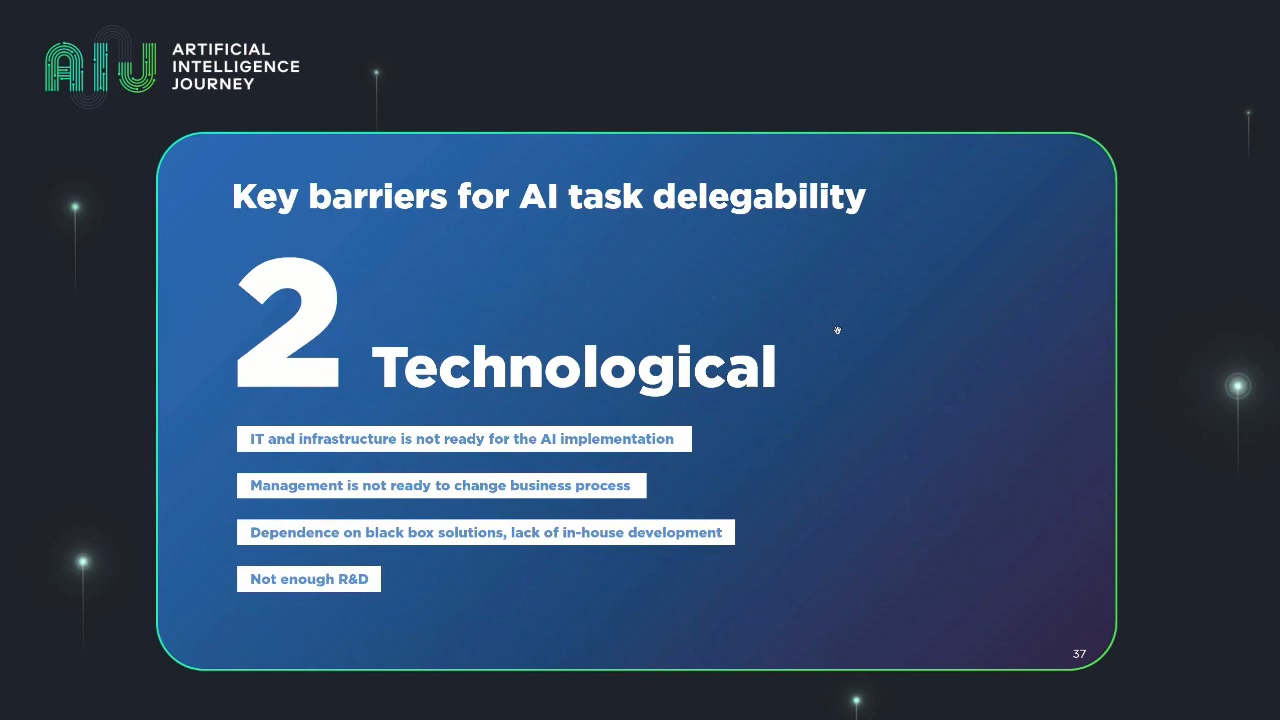 ARTIFICIAL
INTELLIGENCE
JOURNEY
Key barriers for AI task delegability
2 Technological
IT and infrastructure is not ready for the AI implementation
Management is not ready to change business process
Dependence on black box solutions, lack of in-house development
Not enough R&D
37